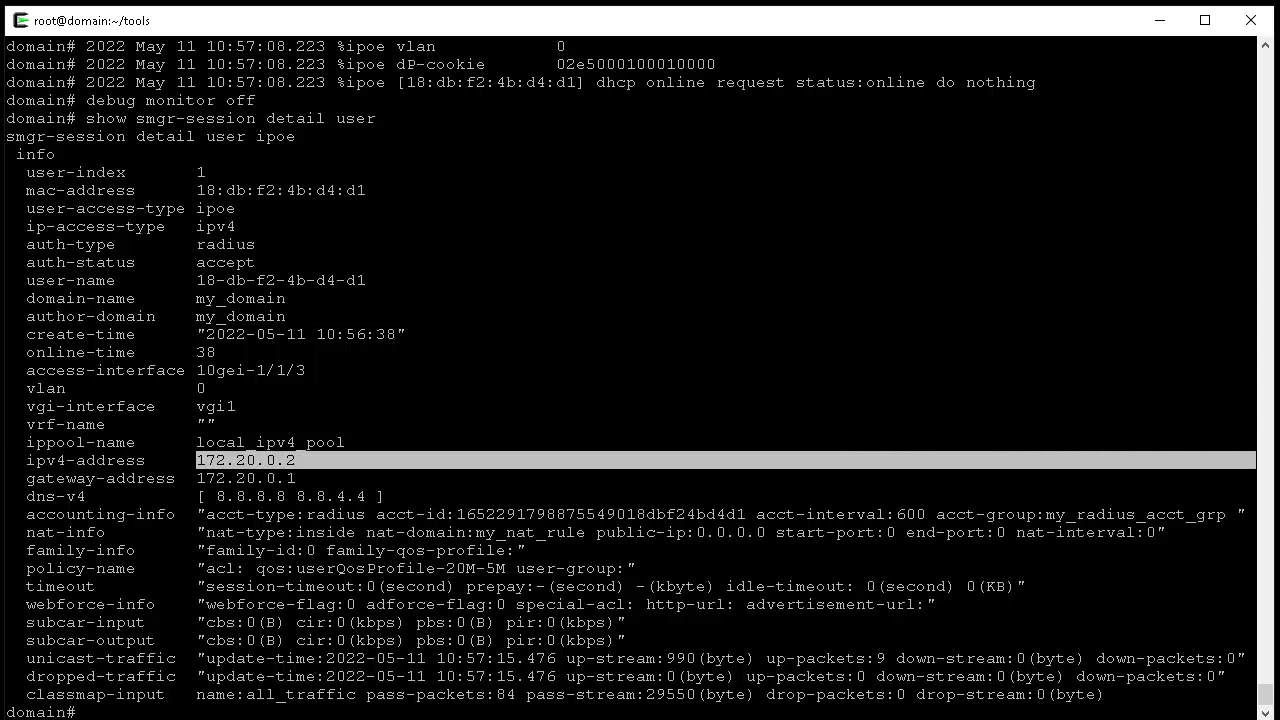 root@domain:~/tools
domain# 2022 May 11 10:57:08.223 %ipoe vlan 0
domain# 2022 May 11 10:57:08.223 %ipoe dP-cookie 02e5000100010000
domain# 2022 May 11 10:57:08.223 %ipoe [18:db:f2:4b:d4:d1] dhcp online request status:online do nothing
domain# debug monitor off
domain# show smgr-session detail user
smgr-session detail user ipoe
info
user-index 1
mac-address 18:db:f2:4b:d4:d1
user-access-type ipoe
ip-access-type ipv4
auth-type radius
auth-status accept
user-name 18-db-f2-4b-d4-d1
domain-name my_domain
author-domain my_domain
create-time "2022-05-11 10:56:38"
online-time 38
access-interface 10gei-1/1/3
vlan 0
vgi-interface vgi1
vrf-name ""
ippool-name local_ipv4_pool
ipv4-address 172.20.0.2
gateway-address 172.20.0.1
dns-v4 [ 8.8.8.8 8.8.4.4 ]
accounting-info "acct-type:radius acct-id:1652291798875549018dbf24bd4d1 acct-interval:600 acct-group:my_radius_acct_grp "
nat-info "nat-type:inside nat-domain:my_nat_rule public-ip:0.0.0.0 start-port:0 end-port:0 nat-interval:0"
family-info "family-id:0 family-qos-profile:"
policy-name "acl: qos:userQosProfile-20M-5M user-group:"
timeout "session-timeout:0(second) prepay:-(second) -(kbyte) idle-timeout: 0(second) 0(KB)"
webforce-info "webforce-flag:0 adforce-flag:0 special-acl: http-url: advertisement-url:"
subcar-input "cbs:0(B) cir:0(kbps) pbs:0(B) pir:0(kbps)"
subcar-output "cbs:0(B) cir:0(kbps) pbs:0(B) pir:0(kbps)"
unicast-traffic "update-time:2022-05-11 10:57:15.476 up-stream:990(byte) up-packets:9 down-stream:0(byte) down-packets:0"
dropped-traffic "update-time:2022-05-11 10:57:15.476 up-stream:0(byte) up-packets:0 down-stream:0(byte) down-packets:0"
classmap-input name:all_traffic pass-packets:84 pass-stream:29550(byte) drop-packets:0 drop-stream:0(byte)
domain#